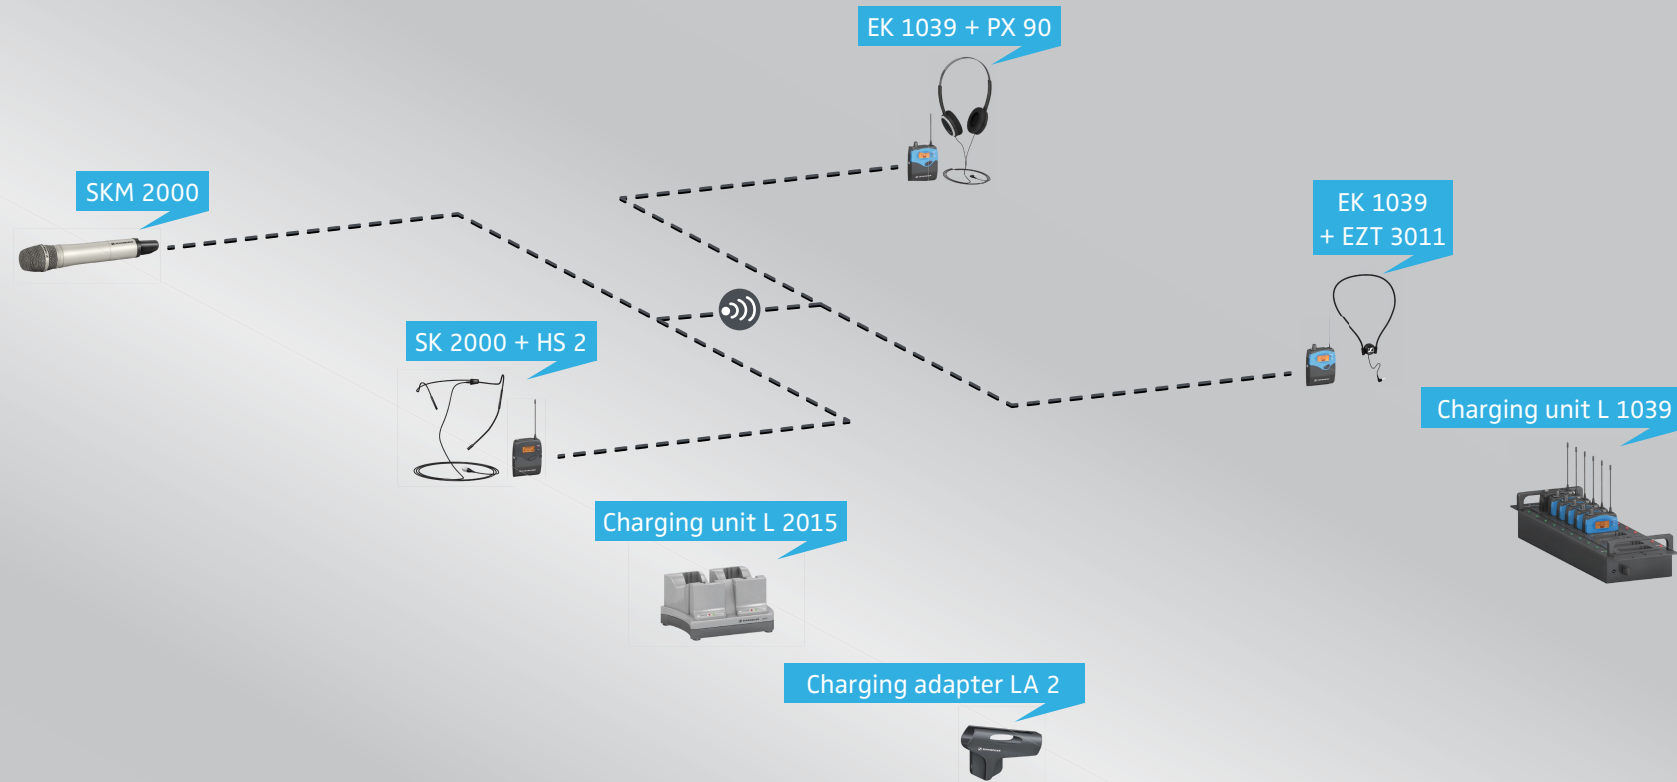 EK 1039 + PX 90
SKM 2000
EK 1039
+ EZT 3011
SK 2000 + HS 2
Charging unit L 1039
Charging unit L 2015
Charging adapter LA 2